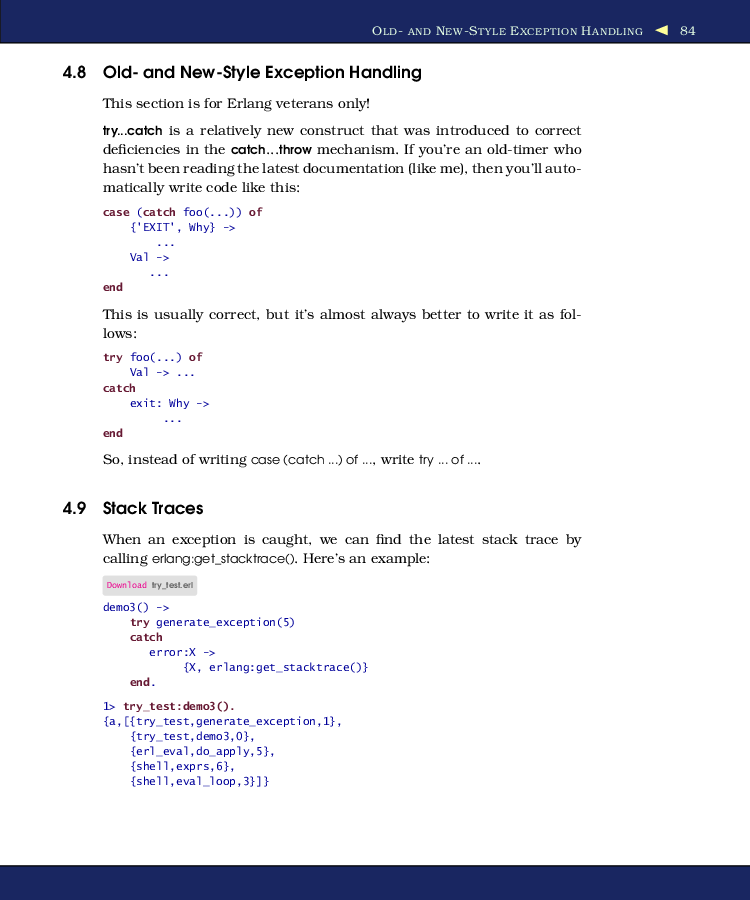 OLD- AND NEW-STYLE EXCEPTION HANDLING ◀ 84
4.8 Old- and New-Style Exception Handling
This section is for Erlang veterans only!
try...catch is a relatively new construct that was introduced to correct
deficiencies in the catch...throw mechanism. If you're an old-timer who
hasn't been reading the latest documentation (like me), then you'll auto-
matically write code like this:
case (catch foo(...)) of
    {'EXIT', Why} ->
        ...
    Val ->
       ...
end
This is usually correct, but it's almost always better to write it as fol-
lows:
try foo(...) of
    Val -> ...
catch
    exit: Why ->
         ...
end
So, instead of writing case (catch ...) of ..., write try ... of ....
4.9 Stack Traces
When an exception is caught, we can find the latest stack trace by
calling erlang:get_stacktrace(). Here's an example:
Download try_test.erl
demo3() ->
    try generate_exception(5)
    catch
       error:X ->
            {X, erlang:get_stacktrace()}
    end.
1> try_test:demo3().
{a,[{try_test,generate_exception,1},
    {try_test,demo3,0},
    {erl_eval,do_apply,5},
    {shell,exprs,6},
    {shell,eval_loop,3}]}